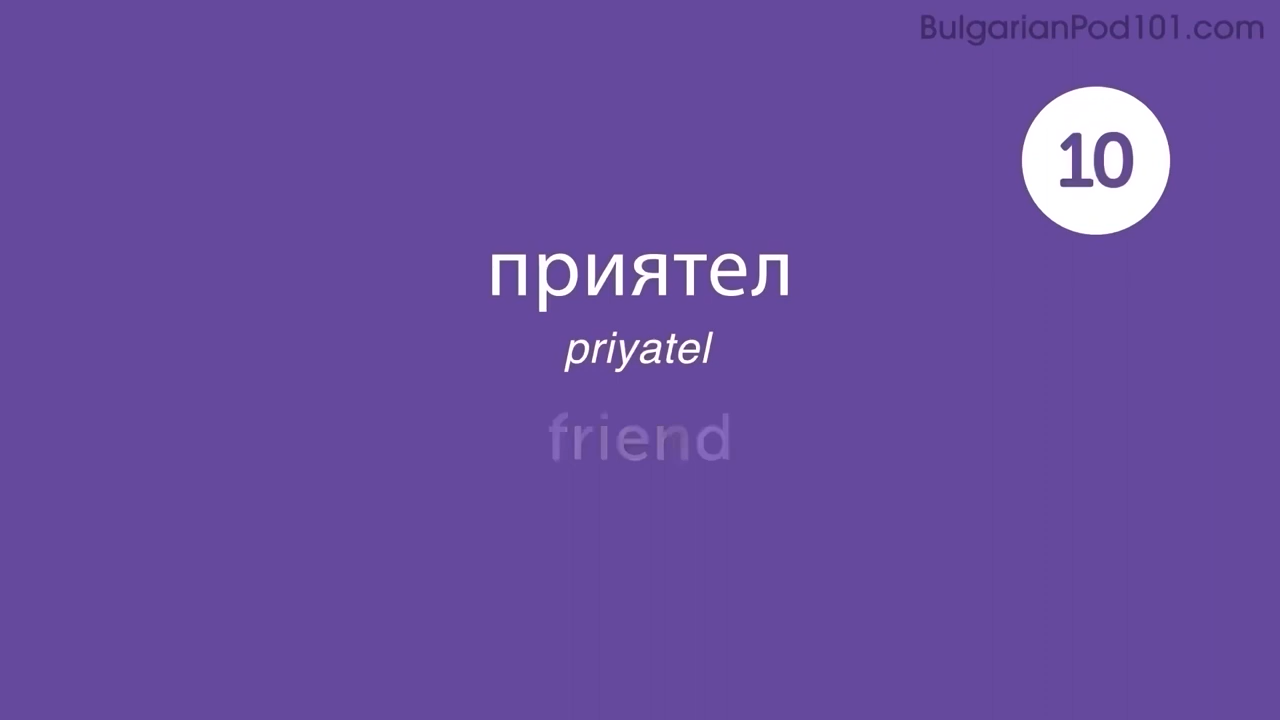 BulgarianPod101.com
10
приятел
priyatel
friend